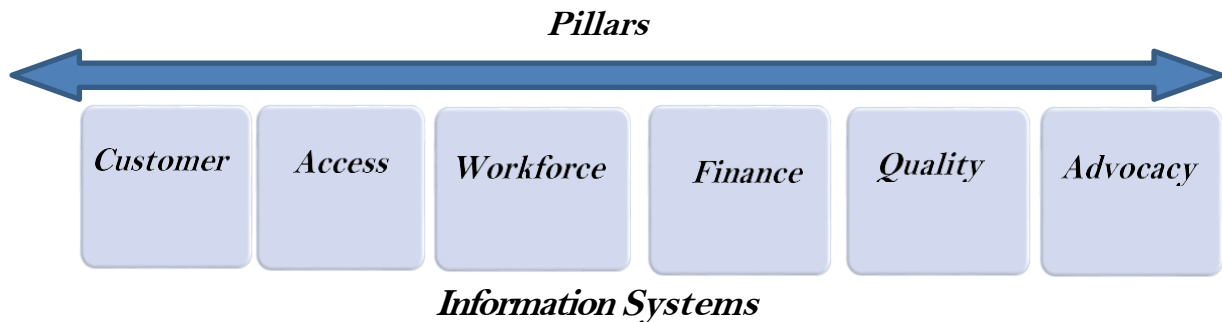 Pillars
Customer
Access
Workforce
Finance
Quality
Advocacy
Information Systems